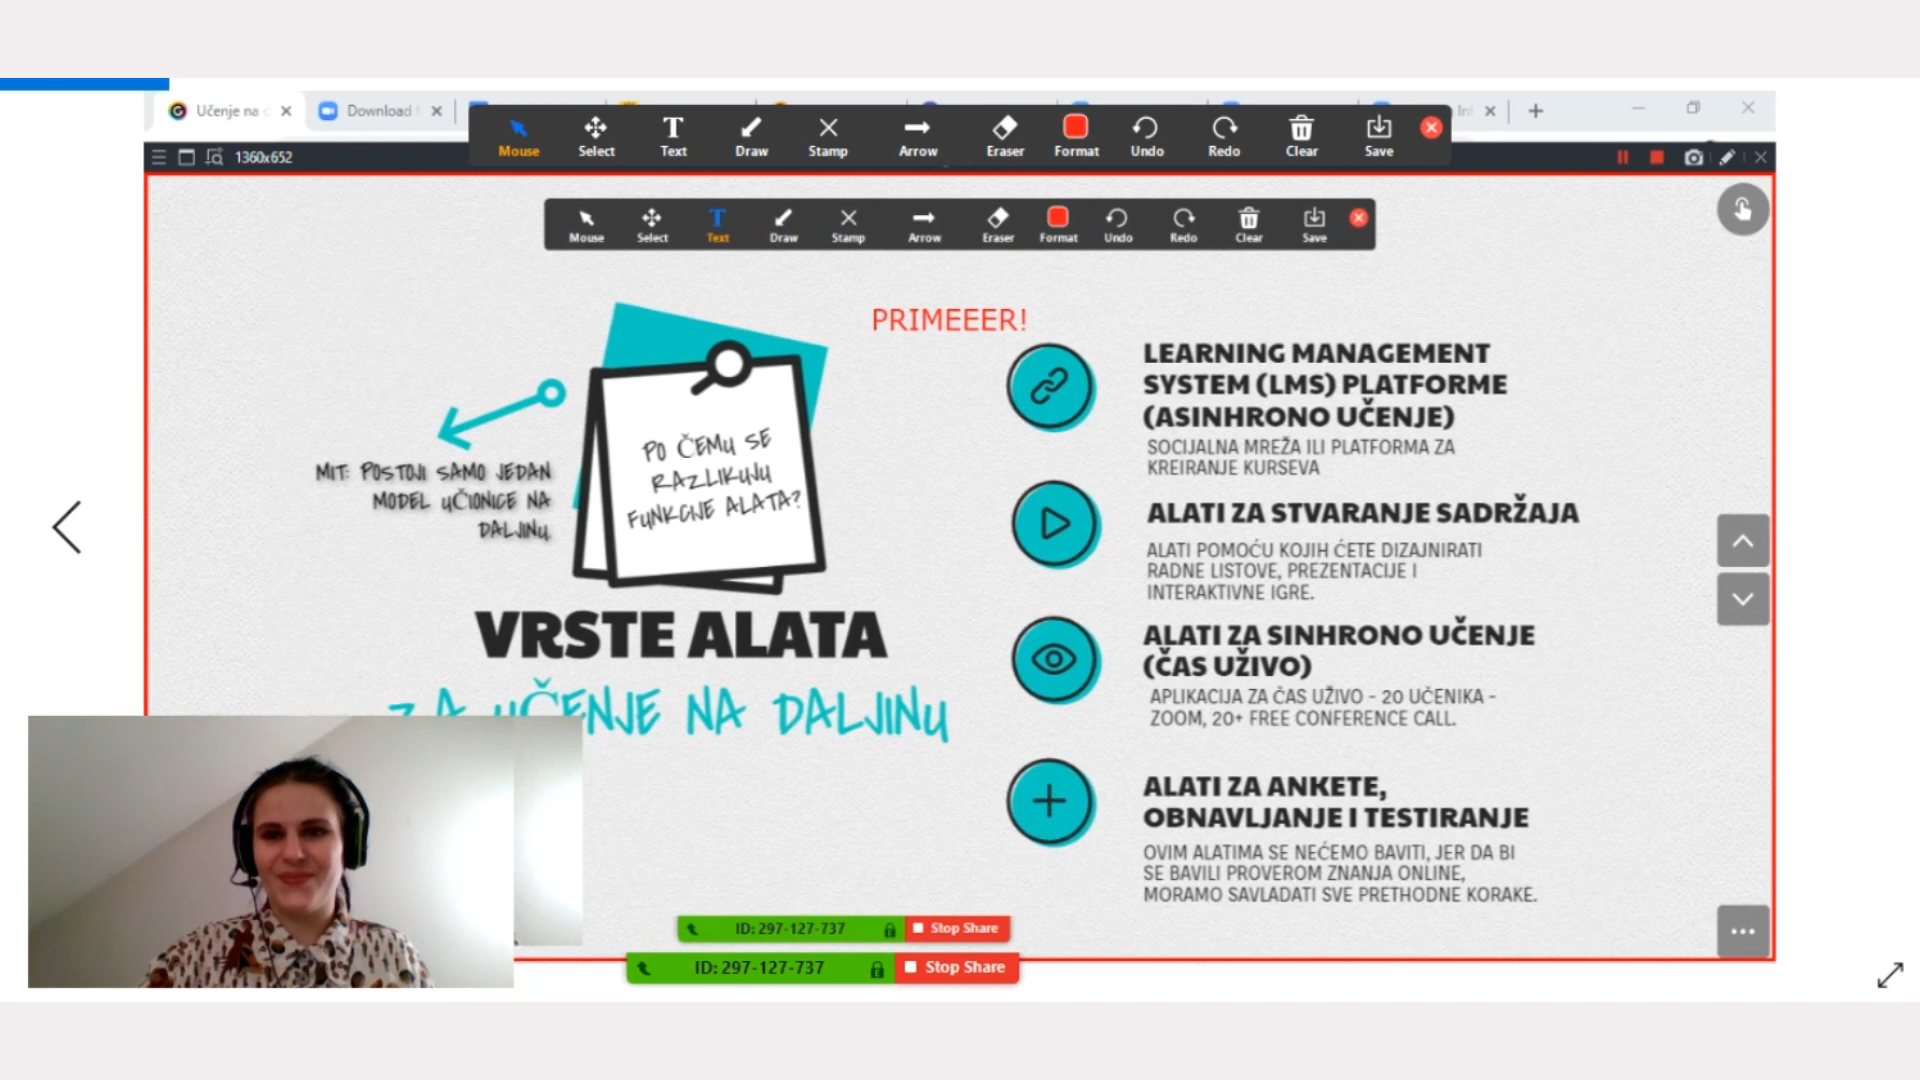 Učenje na d
Download
Int
Mouse Select Text Draw Stamp Arrow Eraser Format Undo Redo Clear Save
1360x652
Mouse Select Text Draw Stamp Arrow Eraser Format Undo Redo Clear Save
PRIMEEER!
MIT: POSTOJI SAMO JEDAN
MODEL UČIONICE NA
DALJINU.
PO ČEMU SE
RAZLIKUJU
FUNKCIJE ALATA?
VRSTE ALATA
ZA UČENJE NA DALJINU
LEARNING MANAGEMENT
SYSTEM (LMS) PLATFORME
(ASINHRONO UČENJE)
SOCIJALNA MREŽA ILI PLATFORMA ZA
KREIRANJE KURSEVA
ALATI ZA STVARANJE SADRŽAJA
ALATI POMOĆU KOJIH ĆETE DIZAJNIRATI
RADNE LISTOVE, PREZENTACIJE I
INTERAKTIVNE IGRE.
ALATI ZA SINHRONO UČENJE
(ČAS UŽIVO)
APLIKACIJA ZA ČAS UŽIVO - 20 UČENIKA -
ZOOM, 20+ FREE CONFERENCE CALL.
ALATI ZA ANKETE,
OBNAVLJANJE I TESTIRANJE
OVIM ALATIMA SE NEĆEMO BAVITI, JER DA BI
SE BAVILI PROVEROM ZNANJA ONLINE,
MORAMO SAVLADATI SVE PRETHODNE KORAKE.
ID: 297-127-737 Stop Share
ID: 297-127-737 Stop Share